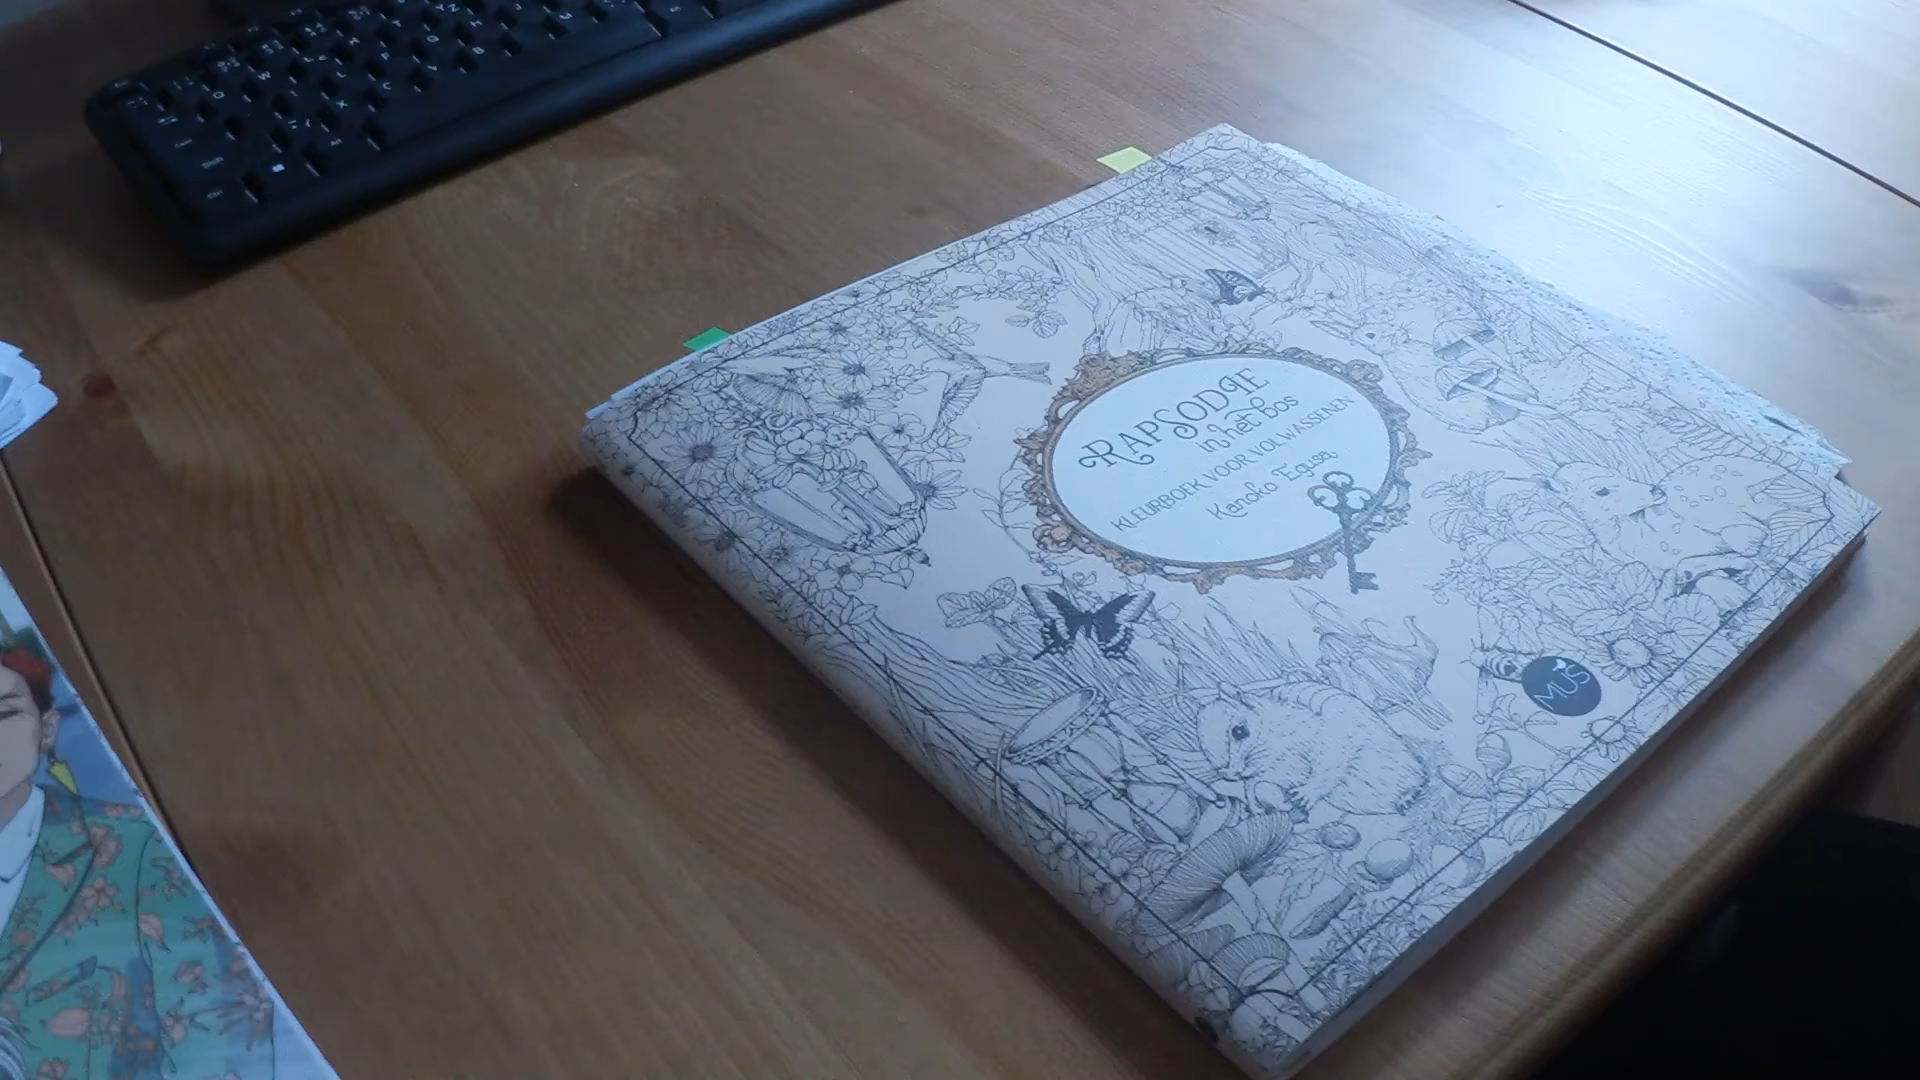 RAPSODIE
in het bos
KLEURBOEK VOOR VOLWASSENEN
Kanoko Egusa
MUS